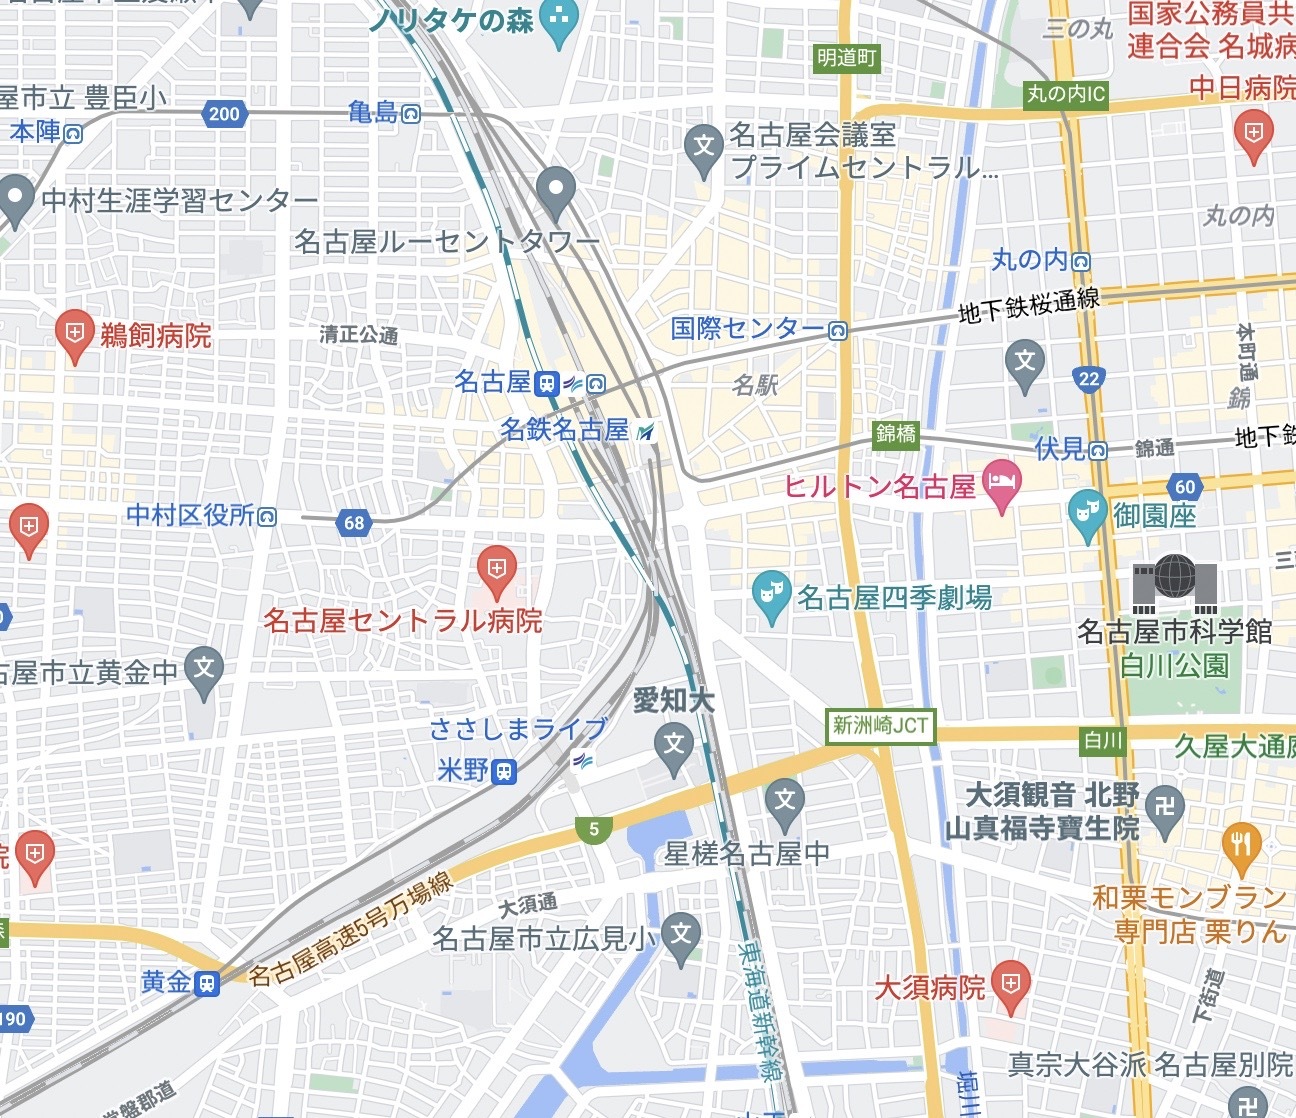 ノリタケの森
国家公務員共
連合会 名城病
三の丸
明道町
丸の内IC
中日病院
屋市立 豊臣小
200
亀島
本陣
名古屋会議室
プライムセントラル...
中村生涯学習センター
丸の内
名古屋ルーセントタワー
丸の内
地下鉄桜通線
清正公通
鵜飼病院
国際センター
本町通
名古屋
名駅
22
錦
名鉄名古屋
錦橋
伏見
錦通
地下鉄
ヒルトン名古屋
60
中村区役所
68
御園座
名古屋四季劇場
名古屋セントラル病院
名古屋市科学館
白川公園
古屋市立黄金中
愛知大
ささしまライブ
新洲崎JCT
白川
久屋大通庭
米野
大須観音 北野
山真福寺寶生院
5
星槎名古屋中
院
名古屋高速5号万場線
大須通
和栗モンブラン
専門店 栗りん
名古屋市立広見小
黄金
東海道新幹線
大須病院
下街道
190
真宗大谷派 名古屋別院
堀川
常盤郡道